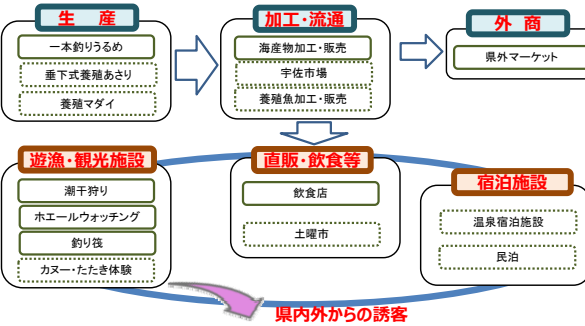 生　産
一本釣りうるめ
垂下式養殖あさり
養殖マダイ
加工・流通
海産物加工・販売
宇佐市場
養殖魚加工・販売
外　商
県外マーケット
遊漁・観光施設
潮干狩り
ホエールウォッチング
釣り筏
カヌー・たたき体験
直販・飲食等
飲食店
土曜市
宿泊施設
温泉宿泊施設
民泊
県内外からの誘客